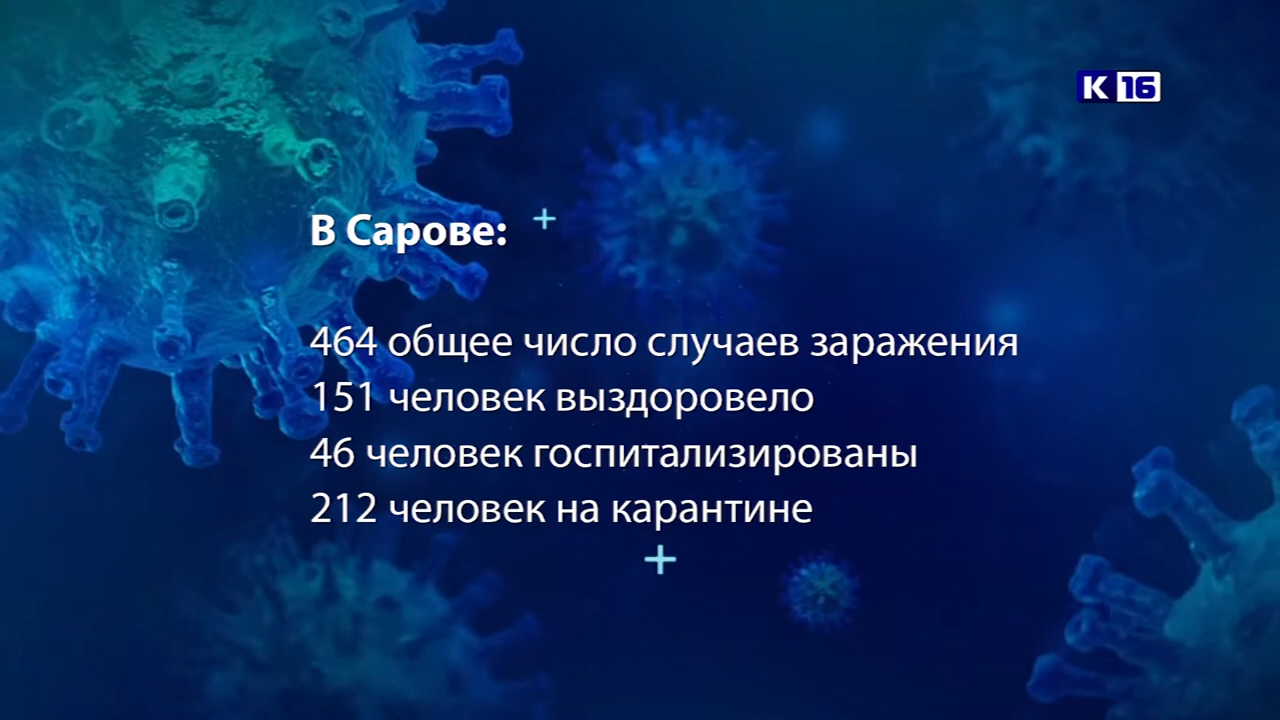 К 16
В Сарове:
464 общее число случаев заражения
151 человек выздоровело
46 человек госпитализированы
212 человек на карантине